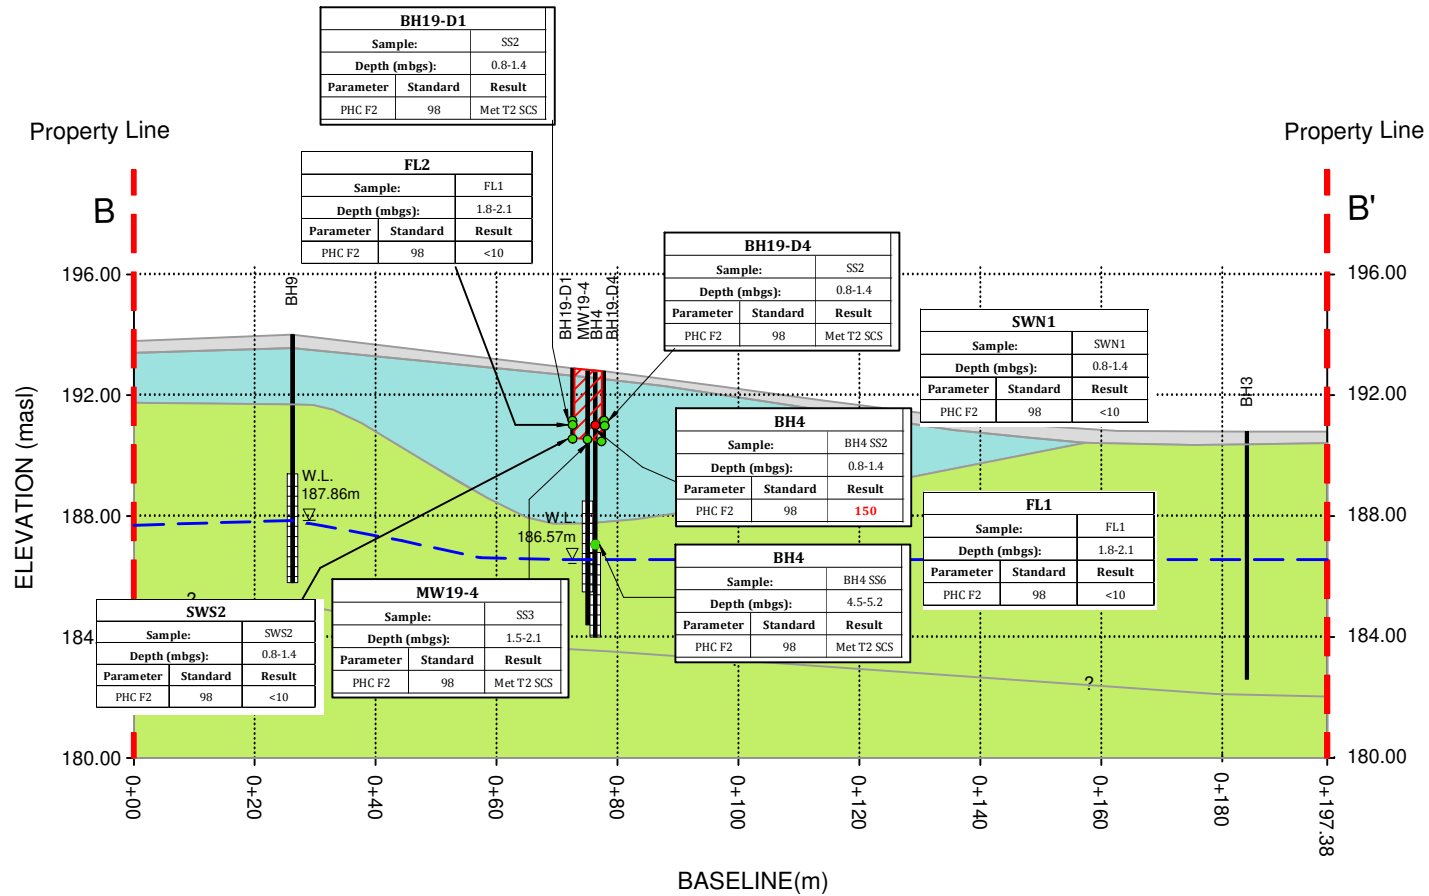 BH19-D1
Sample: SS2
Depth (mbgs): 0.8-1.4
Parameter Standard Result
PHC F2 98 Met T2 SCS
Property Line
Property Line
FL2
Sample: FL1
Depth (mbgs): 1.8-2.1
Parameter Standard Result
PHC F2 98 <10
B
B'
BH19-D4
Sample: SS2
Depth (mbgs): 0.8-1.4
Parameter Standard Result
PHC F2 98 Met T2 SCS
196.00
196.00
BH9
BH19-D1
MW19-4
BH4
BH19-D4
SWN1
Sample: SWN1
Depth (mbgs): 0.8-1.4
Parameter Standard Result
PHC F2 98 <10
192.00
192.00
BH3
BH4
Sample: BH4 SS2
Depth (mbgs): 0.8-1.4
Parameter Standard Result
PHC F2 98 150
W.L.
187.86m
188.00
188.00
W.L.
186.57m
FL1
Sample: FL1
Depth (mbgs): 1.8-2.1
Parameter Standard Result
PHC F2 98 <10
BH4
Sample: BH4 SS6
Depth (mbgs): 4.5-5.2
Parameter Standard Result
PHC F2 98 Met T2 SCS
ELEVATION (masl)
?
MW19-4
Sample: SS3
Depth (mbgs): 1.5-2.1
Parameter Standard Result
PHC F2 98 Met T2 SCS
SWS2
Sample: SWS2
Depth (mbgs): 0.8-1.4
Parameter Standard Result
PHC F2 98 <10
184
184.00
?
180.00
180.00
0+00
0+20
0+40
0+60
0+80
0+100
0+120
0+140
0+160
0+180
0+197.38
BASELINE(m)